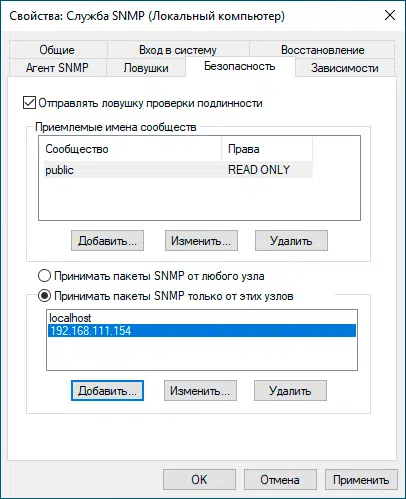 Свойства: Служба SNMP (Локальный компьютер)
Общие Вход в систему Восстановление
Агент SNMP Ловушки Безопасность Зависимости
Отправлять ловушку проверки подлинности
Приемлемые имена сообществ
Сообщество Права
public READ ONLY
Добавить... Изменить... Удалить
Принимать пакеты SNMP от любого узла
Принимать пакеты SNMP только от этих узлов
localhost
192.168.111.154
Добавить... Изменить... Удалить
OK Отмена Применить